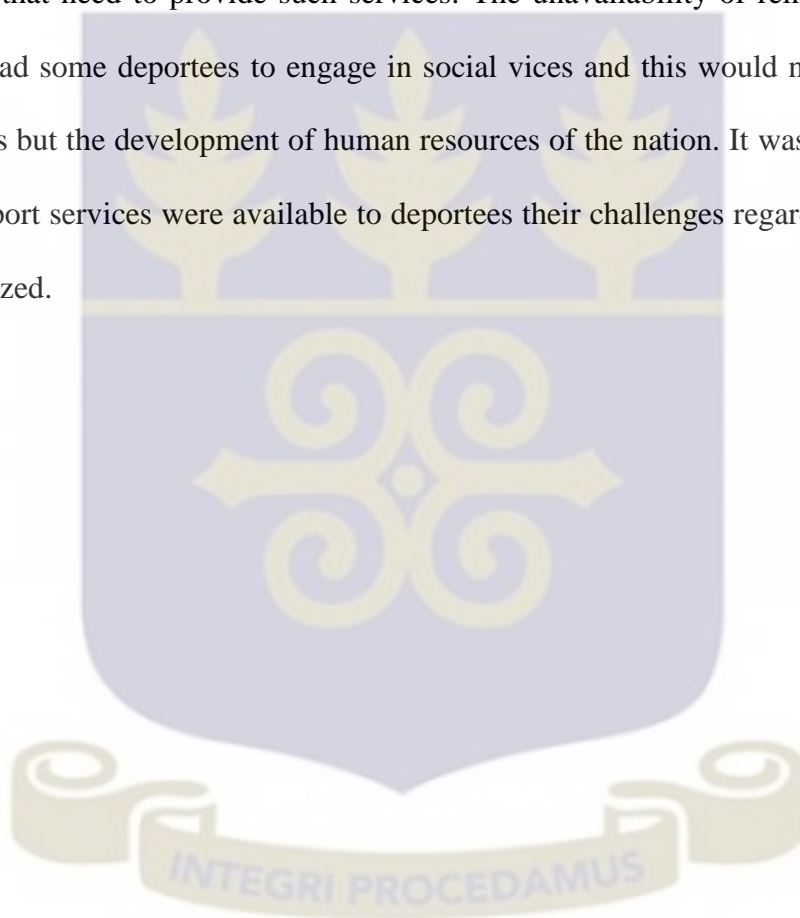 that need to provide such services. The unavailability of
ad some deportees to engage in social vices and this would
s but the development of human resources of the nation. It was
port services were available to deportees their challenges
zed.
INTEGRI PROCEDAMUS